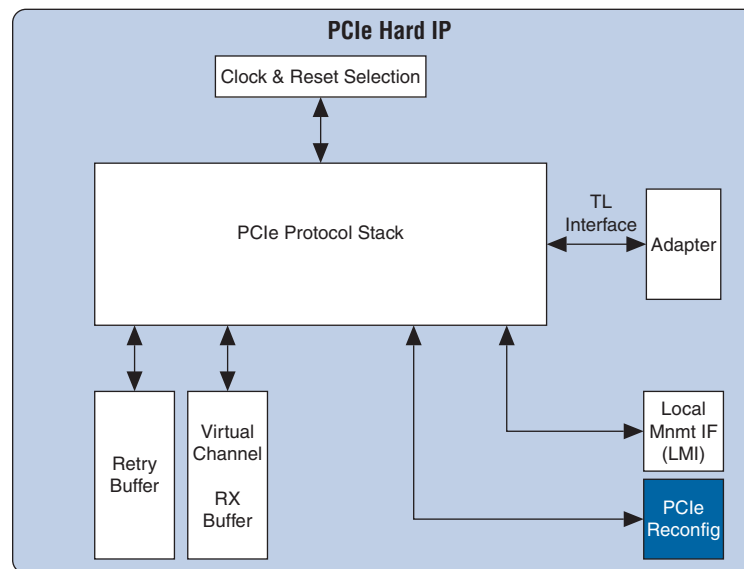 PCIe Hard IP
Clock & Reset Selection
PCIe Protocol Stack
TL
Interface
Adapter
Retry
Buffer
Virtual
Channel
RX
Buffer
Local
Mnmt IF
(LMI)
PCIe
Reconfig